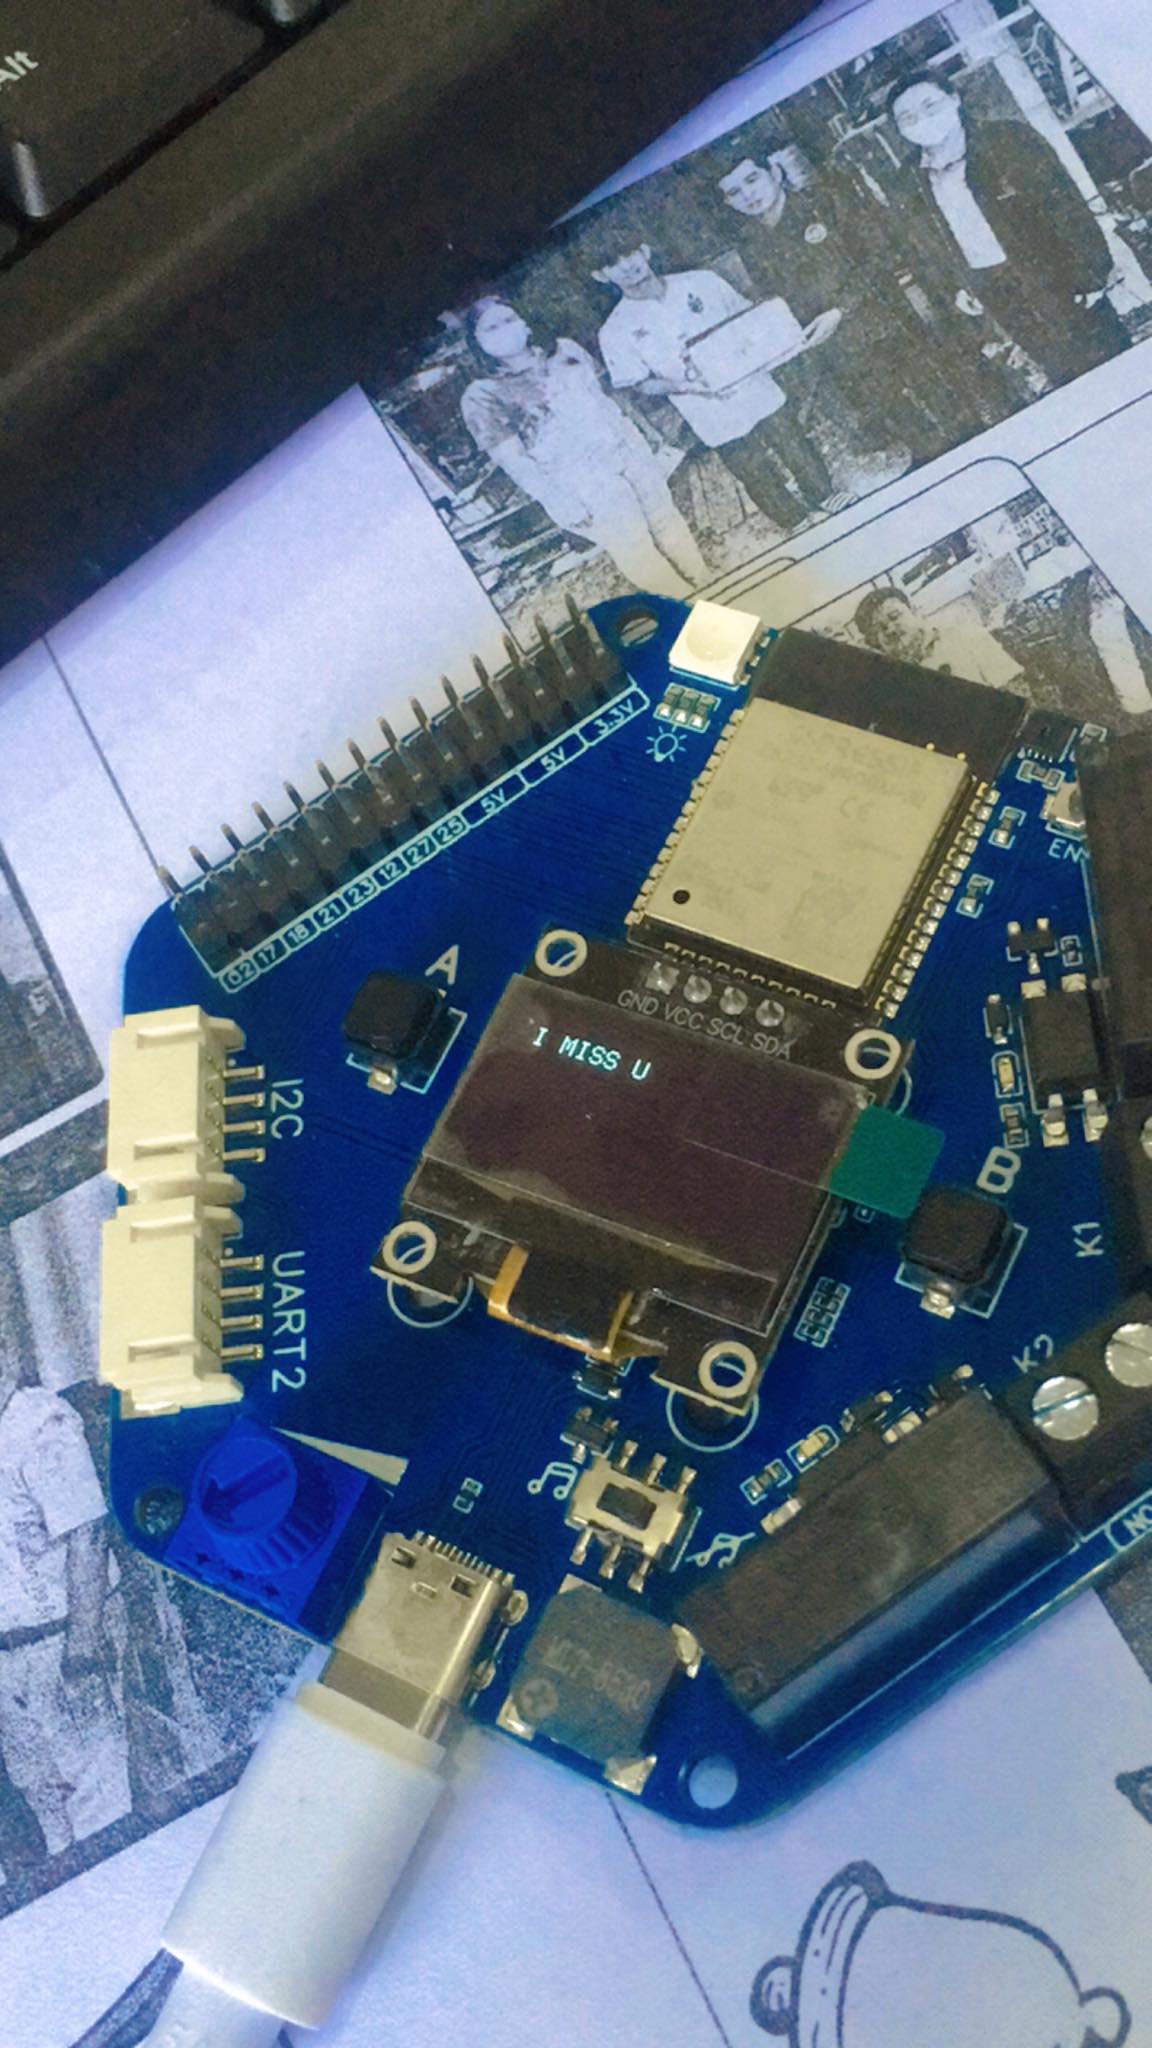 Alt
3.3V
5V
5V
25
27
12
23
21
18
17
02
EN
A
GND VCC SCL SDA
I MISS U
I2C
B
UART2
K1
K2
NO